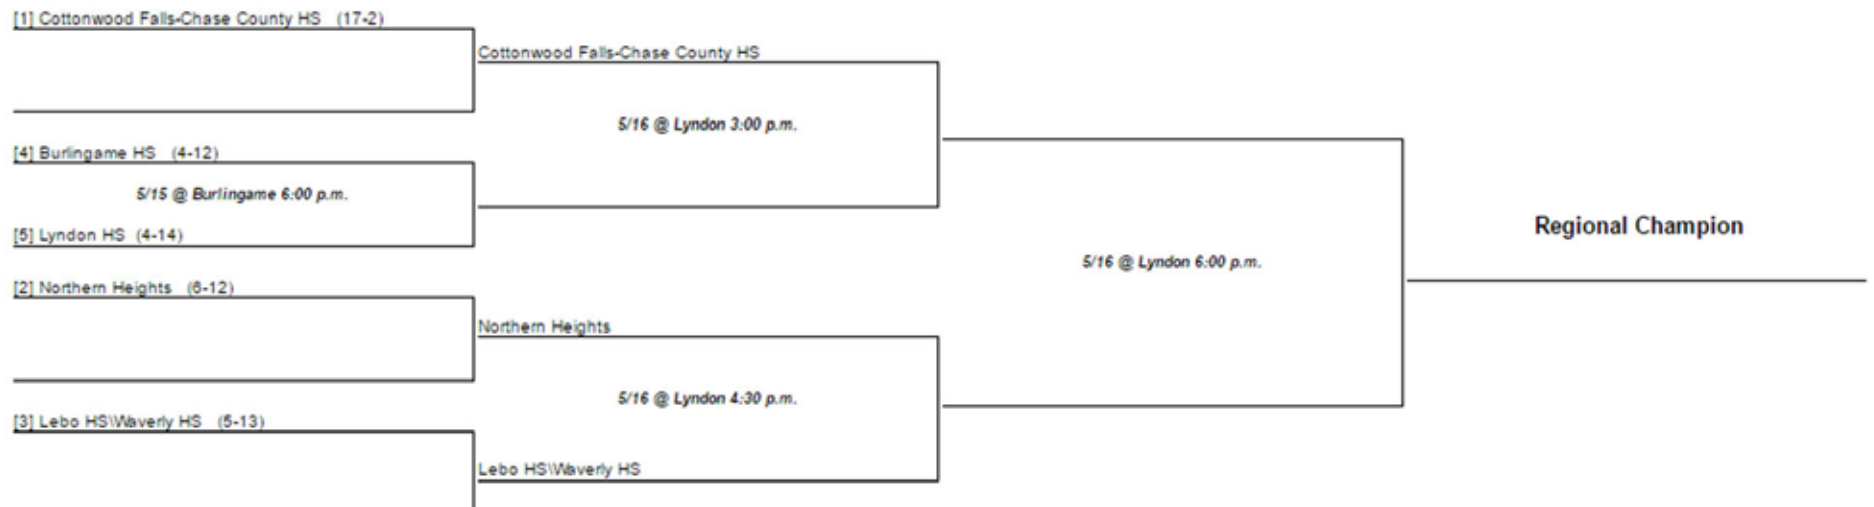 [1] Cottonwood Falls-Chase County HS (17-2)
Cottonwood Falls-Chase County HS
5/16 @ Lyndon 3:00 p.m.
[4] Burlingame HS (4-12)
5/15 @ Burlingame 6:00 p.m.
[5] Lyndon HS (4-14)
Regional Champion
5/16 @ Lyndon 6:00 p.m.
[2] Northern Heights (6-12)
Northern Heights
5/16 @ Lyndon 4:30 p.m.
[3] Lebo HS\Waverly HS (5-13)
Lebo HS\Waverly HS